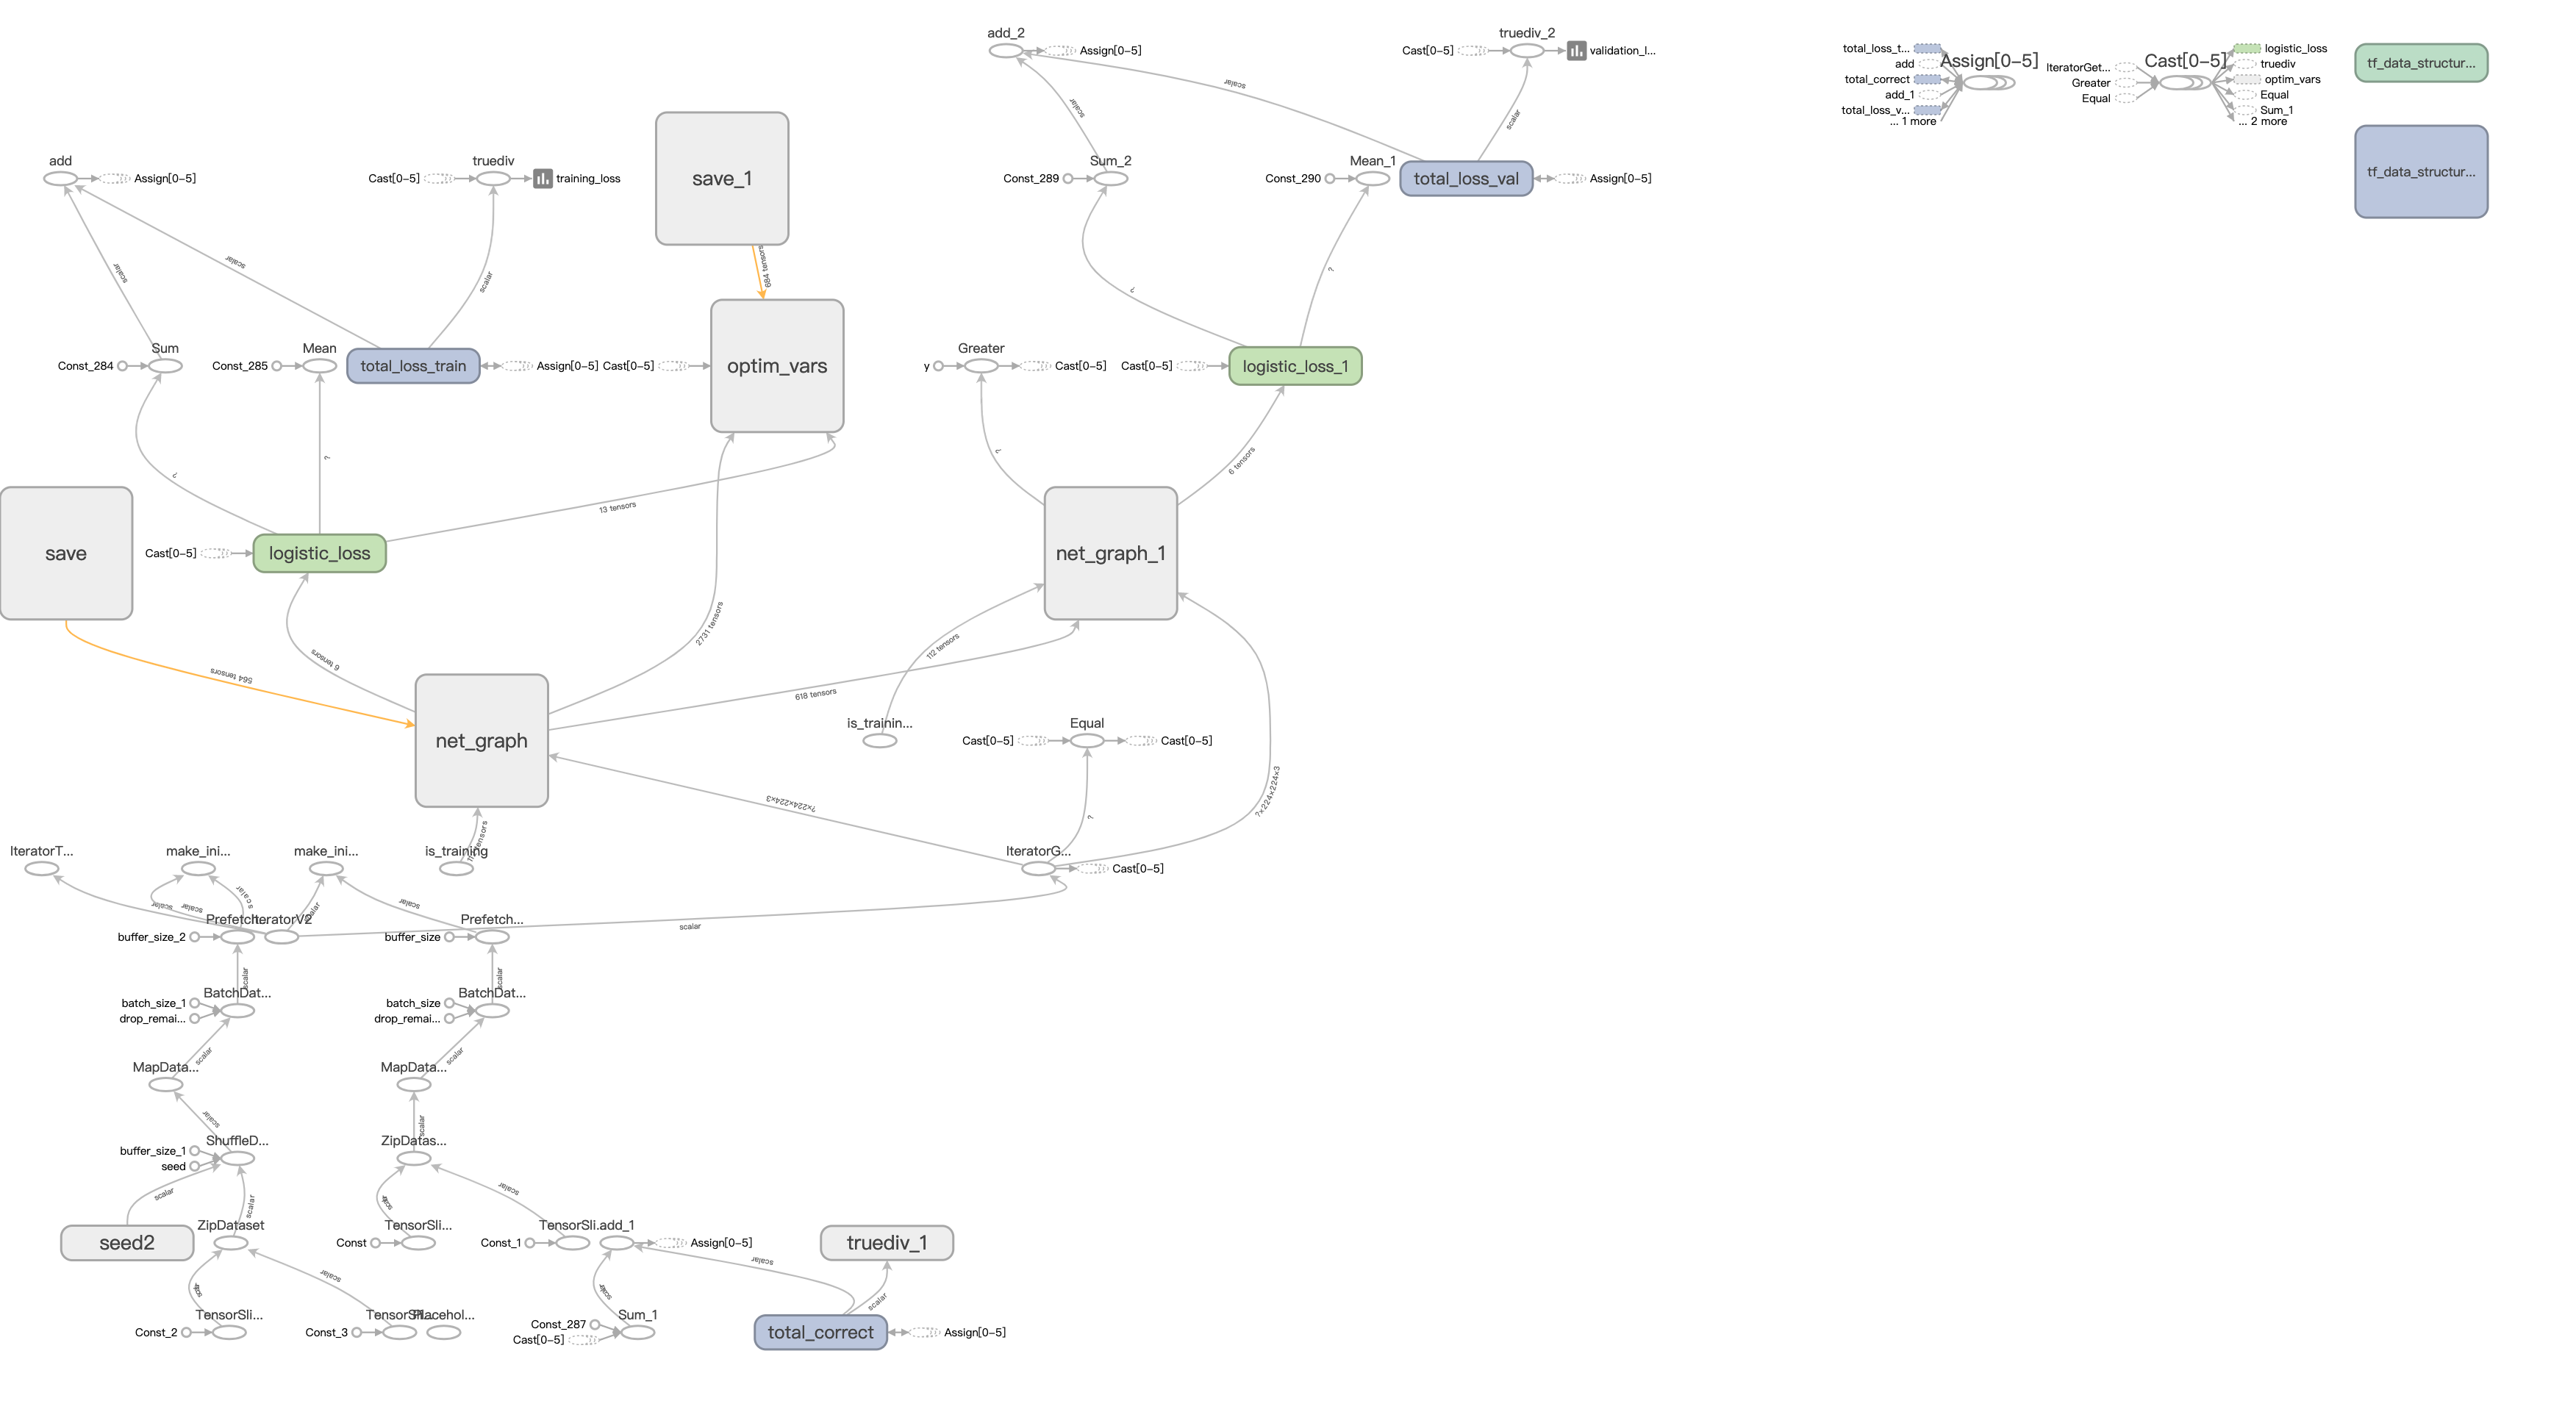 add_2
Assign[0-5]
scalar
scalar
truediv_2
Cast[0-5]
validation_l...
scalar
total_loss_t...
add
total_correct
add_1
total_loss_v...
... 1 more
Assign[0-5]
IteratorGet...
Greater
Equal
Cast[0-5]
logistic_loss
truediv
optim_vars
Equal
Sum_1
... 2 more
tf_data_structur...
tf_data_structur...
add
Assign[0-5]
truediv
Cast[0-5]
training_loss
save_1
684 tensors
Sum_2
Const_289
Mean_1
Const_290
total_loss_val
Assign[0-5]
scalar
scalar
scalar
?
?
Sum
Const_284
Mean
Const_285
total_loss_train
Assign[0-5]
Cast[0-5]
optim_vars
Greater
y
Cast[0-5]
Cast[0-5]
logistic_loss_1
?
?
13 tensors
?
6 tensors
save
Cast[0-5]
logistic_loss
net_graph_1
564 tensors
6 tensors
2731 tensors
618 tensors
112 tensors
net_graph
is_trainin...
Equal
Cast[0-5]
Cast[0-5]
?×224×224×3
?
?×224×224×3
IteratorT...
make_ini...
make_ini...
is_training
IteratorG...
Cast[0-5]
scalar
scalar
scalar
scalar
scalar
scalar
Prefetch
IteratorV2
buffer_size_2
Prefetch...
buffer_size
scalar
scalar
BatchDat...
batch_size_1
drop_remai...
BatchDat...
batch_size
drop_remai...
scalar
scalar
MapData...
MapData...
scalar
scalar
ShuffleD...
buffer_size_1
seed
ZipDatas...
scalar
scalar
scalar
scalar
seed2
ZipDataset
TensorSli...
Const
TensorSli.
Const_1
add_1
Assign[0-5]
truediv_1
scalar
scalar
scalar
scalar
scalar
TensorSli...
Const_2
Const_3
Sum_1
Const_287
Cast[0-5]
total_correct
Assign[0-5]